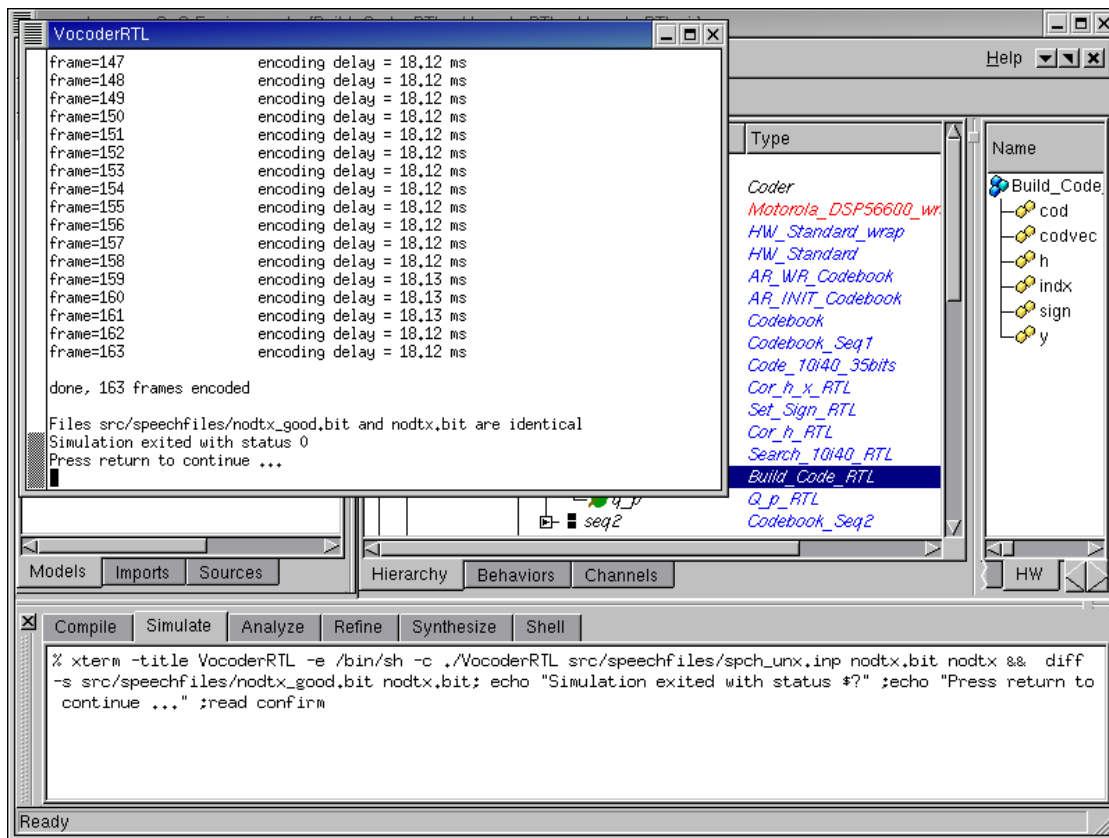 VocoderRTL
frame=147 encoding delay = 18.12 ms
frame=148 encoding delay = 18.12 ms
frame=149 encoding delay = 18.12 ms
frame=150 encoding delay = 18.12 ms
frame=151 encoding delay = 18.12 ms
frame=152 encoding delay = 18.12 ms
frame=153 encoding delay = 18.12 ms
frame=154 encoding delay = 18.12 ms
frame=155 encoding delay = 18.12 ms
frame=156 encoding delay = 18.12 ms
frame=157 encoding delay = 18.12 ms
frame=158 encoding delay = 18.12 ms
frame=159 encoding delay = 18.13 ms
frame=160 encoding delay = 18.13 ms
frame=161 encoding delay = 18.13 ms
frame=162 encoding delay = 18.12 ms
frame=163 encoding delay = 18.12 ms
done, 163 frames encoded
Files src/speechfiles/nodtx_good.bit and nodtx.bit are identical
Simulation exited with status 0
Press return to continue ...
Help
Type
Coder
Motorola_DSP56600_wr
HW_Standard_wrap
HW_Standard
AR_WR_Codebook
AR_INIT_Codebook
Codebook
Codebook_Seq1
Code_10i40_35bits
Cor_h_x_RTL
Set_Sign_RTL
Cor_h_RTL
Search_10i40_RTL
Build_Code_RTL
q_p Q_p_RTL
seq2 Codebook_Seq2
Name
Build_Code_
cod
codvec
h
indx
sign
y
Models Imports Sources
Hierarchy Behaviors Channels
HW
Compile Simulate Analyze Refine Synthesize Shell
% xterm -title VocoderRTL -e /bin/sh -c ./VocoderRTL src/speechfiles/spch_unx.inp nodtx.bit nodtx && diff
-s src/speechfiles/nodtx_good.bit nodtx.bit; echo "Simulation exited with status $?" ;echo "Press return to
continue ..." ;read confirm
Ready